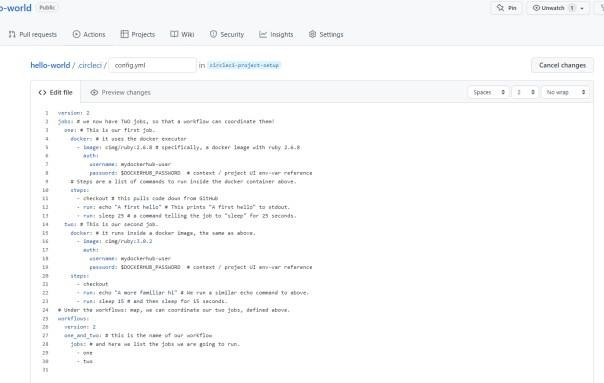 o-world Public
Pin
Unwatch 1
Pull requests Actions Projects Wiki Security Insights Settings
hello-world / .circleci / config.yml in circleci-project-setup
Cancel changes
<> Edit file Preview changes
Spaces 2 No wrap
1 version: 2
2 jobs: # we now have TWO jobs, so that a workflow can coordinate them!
3 one: # This is our first job.
4 docker: # it uses the docker executor
5 - image: cimg/ruby:2.6.8 # specifically, a docker image with ruby 2.6.8
6 auth:
7 username: mydockerhub-user
8 password: $DOCKERHUB_PASSWORD # context / project UI env-var reference
9 # Steps are a list of commands to run inside the docker container above.
10 steps:
11 - checkout # this pulls code down from GitHub
12 - run: echo "A first hello" # This prints "A first hello" to stdout.
13 - run: sleep 25 # a command telling the job to "sleep" for 25 seconds.
14 two: # This is our second job.
15 docker: # it runs inside a docker image, the same as above.
16 - image: cimg/ruby:3.0.2
17 auth:
18 username: mydockerhub-user
19 password: $DOCKERHUB_PASSWORD # context / project UI env-var reference
20 steps:
21 - checkout
22 - run: echo "A more familiar hi" # We run a similar echo command to above.
23 - run: sleep 15 # and then sleep for 15 seconds.
24 # Under the workflows: map, we can coordinate our two jobs, defined above.
25 workflows:
26 version: 2
27 one_and_two: # this is the name of our workflow
28 jobs: # and here we list the jobs we are going to run.
29 - one
30 - two
31